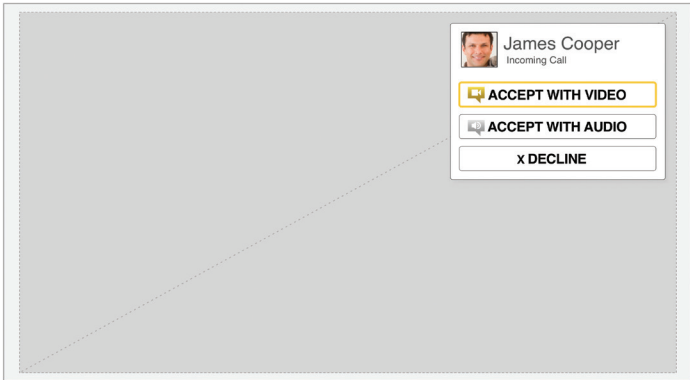 James Cooper
Incoming Call
ACCEPT WITH VIDEO
ACCEPT WITH AUDIO
x DECLINE